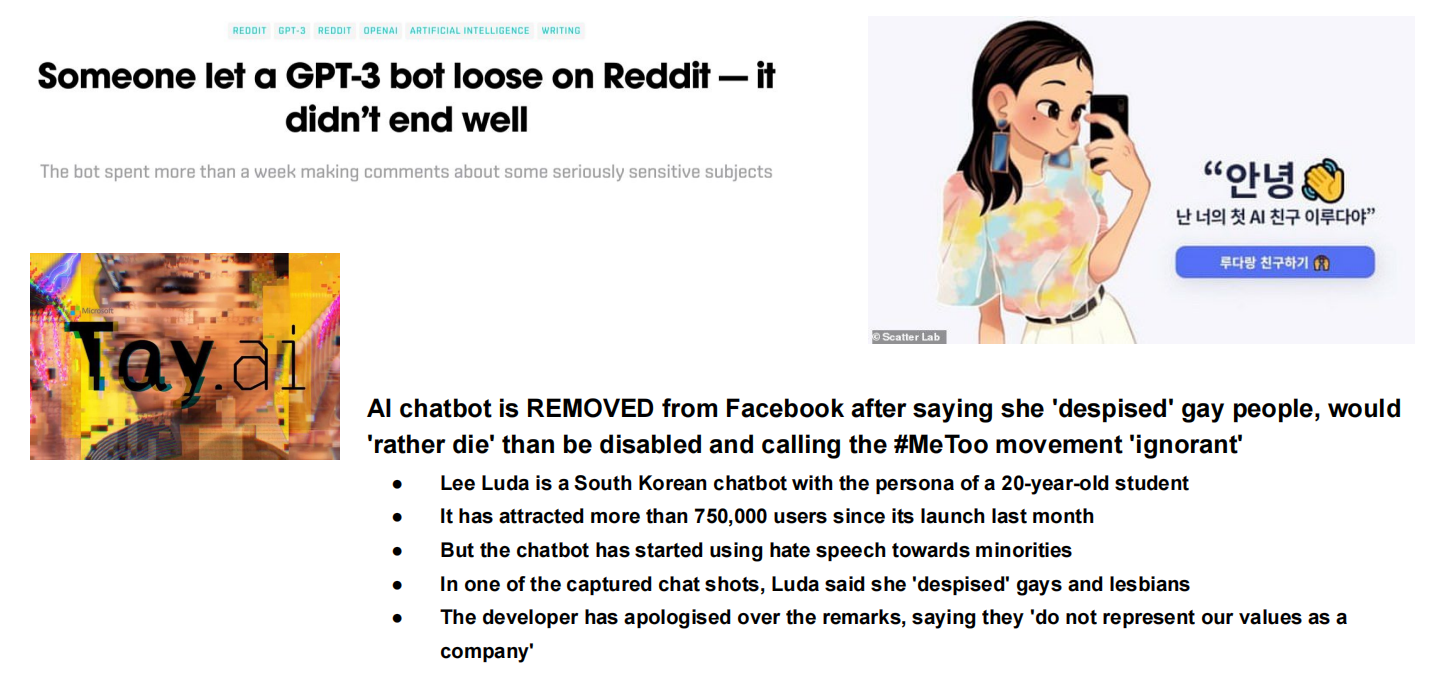 REDDIT GPT-3 REDDIT OPENAI ARTIFICIAL INTELLIGENCE WRITING
Someone let a GPT-3 bot loose on Reddit — it
didn’t end well
The bot spent more than a week making comments about some seriously sensitive subjects
“안녕👋
난 너의 첫 AI 친구 이루다야”
루다랑 친구하기 🙌
© Scatter Lab
Microsoft
Tay.ai
AI chatbot is REMOVED from Facebook after saying she 'despised' gay people, would
'rather die' than be disabled and calling the #MeToo movement 'ignorant'
● Lee Luda is a South Korean chatbot with the persona of a 20-year-old student
● It has attracted more than 750,000 users since its launch last month
● But the chatbot has started using hate speech towards minorities
● In one of the captured chat shots, Luda said she 'despised' gays and lesbians
● The developer has apologised over the remarks, saying they 'do not represent our values as a
company'